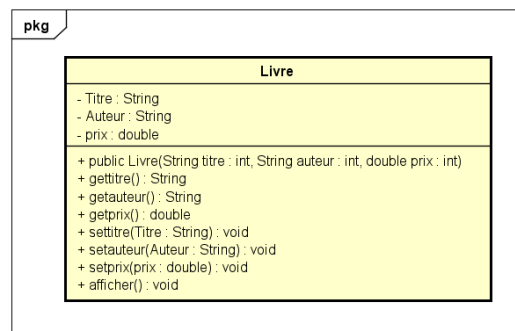 pkg
Livre
- Titre : String
- Auteur : String
- prix : double
+ public Livre(String titre : int, String auteur : int, double prix : int)
+ gettitre() : String
+ getauteur() : String
+ getprix() : double
+ settitre(Titre : String) : void
+ setauteur(Auteur : String) : void
+ setprix(prix : double) : void
+ afficher() : void